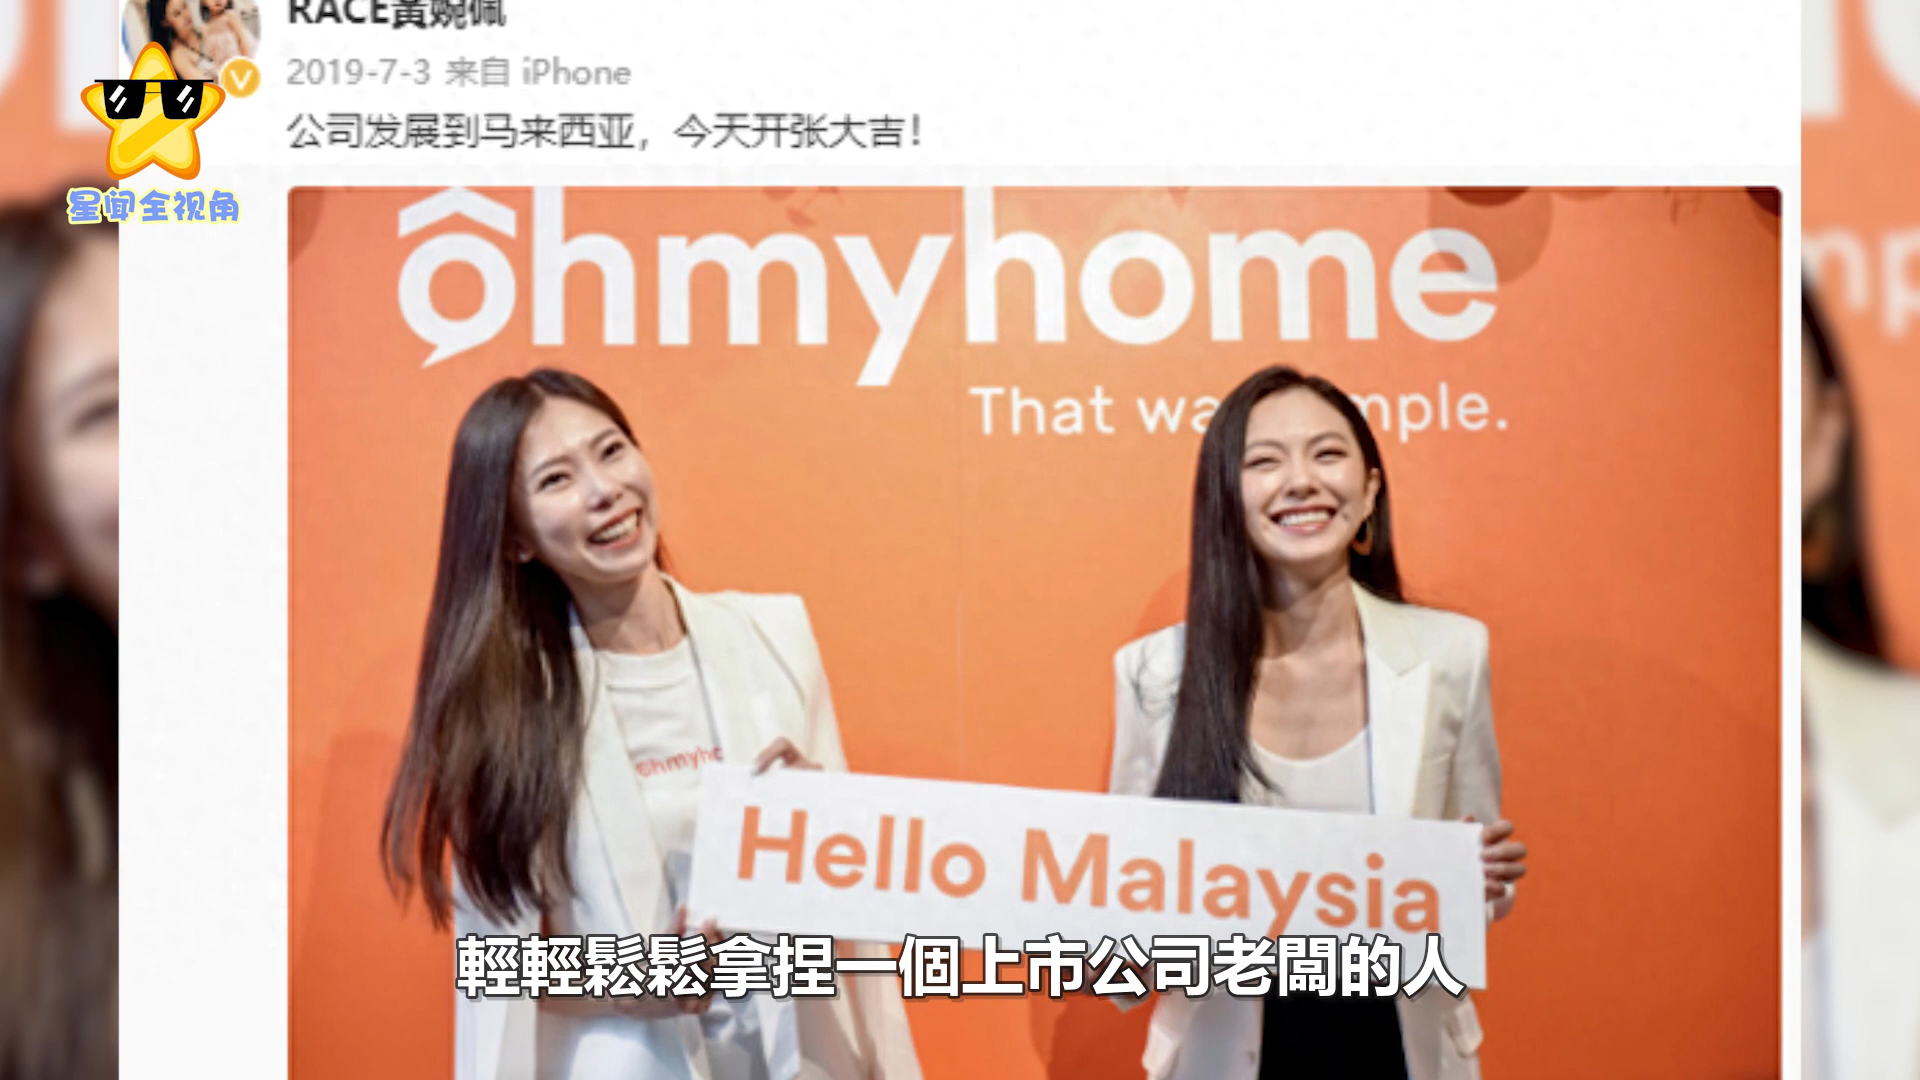 RACE黄婉佩
2019-7-3 来自 iPhone
公司发展到马来西亚，今天开张大吉！
星闻全视角
ohmyhome
That wa mple.
ohmyho
Hello Malaysia
輕輕鬆鬆拿捏一個上市公司老闆的人